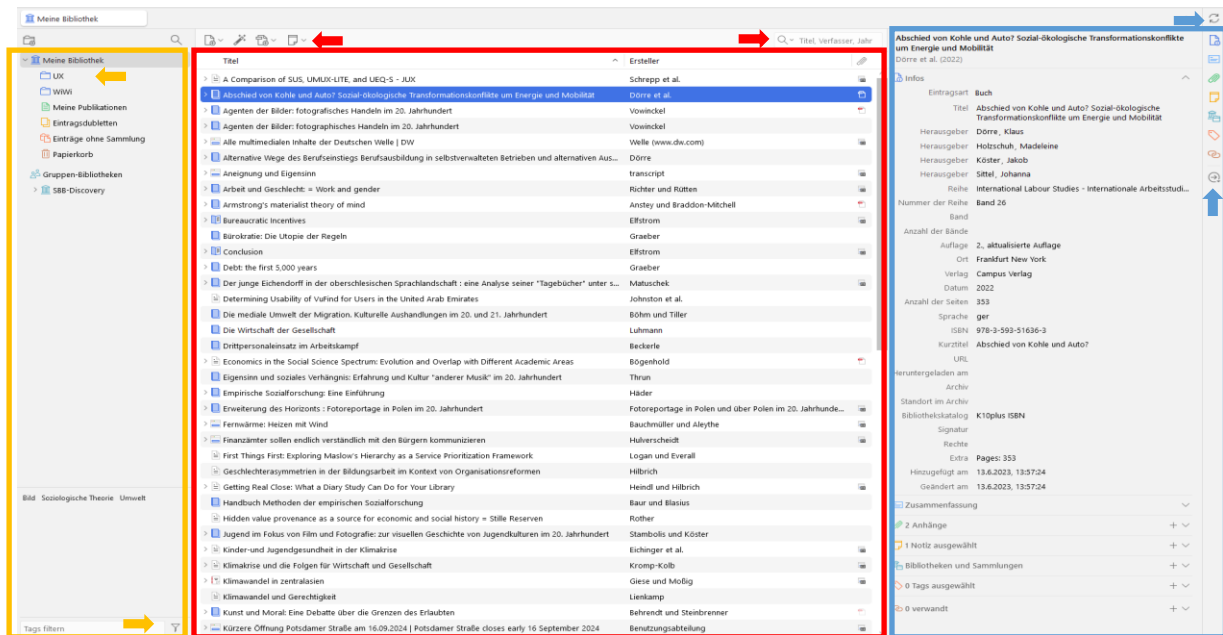 Meine Bibliothek
Titel, Verfasser, Jahr
Meine Bibliothek
UX
WiWi
Meine Publikationen
Eintragsdubletten
Einträge ohne Sammlung
Papierkorb
Gruppen-Bibliotheken
SBB-Discovery
Bild Soziologische Theorie Umwelt
Tags filtern
Titel Ersteller
A Comparison of SUS, UMUX-LITE, and UEQ-S - JUX Schrepp et al.
Abschied von Kohle und Auto? Sozial-ökologische Transformationskonflikte um Energie und Mobilität Dörre et al.
Agenten der Bilder: fotografisches Handeln im 20. Jahrhundert Vowinckel
Agenten der Bilder: fotographisches Handeln im 20. Jahrhundert Vowinckel
Alle multimedialen Inhalte der Deutschen Welle | DW Welle (www.dw.com)
Alternative Wege des Berufseinstiegs Berufsausbildung in selbstverwalteten Betrieben und alternativen Aus... Dörre
Aneignung und Eigensinn transcript
Arbeit und Geschlecht: = Work and gender Richter und Rütten
Armstrong's materialist theory of mind Anstey und Braddon-Mitchell
Bureaucratic Incentives Elfstrom
Bürokratie: Die Utopie der Regeln Graeber
Conclusion Elfstrom
Debt: the first 5,000 years Graeber
Der junge Eichendorff in der oberschlesischen Sprachlandschaft : eine Analyse seiner "Tagebücher" unter s... Matuschek
Determining Usability of VuFind for Users in the United Arab Emirates Johnston et al.
Die mediale Umwelt der Migration. Kulturelle Aushandlungen im 20. und 21. Jahrhundert Böhm und Tiller
Die Wirtschaft der Gesellschaft Luhmann
Drittpersonaleinsatz im Arbeitskampf Beckerle
Economics in the Social Science Spectrum: Evolution and Overlap with Different Academic Areas Bögenhold
Eigensinn und soziales Verhängnis: Erfahrung und Kultur "anderer Musik" im 20. Jahrhundert Thrun
Empirische Sozialforschung: Eine Einführung Häder
Erweiterung des Horizonts : Fotoreportage in Polen im 20. Jahrhundert Fotoreportage in Polen und über Polen im 20. Jahrhunde...
Fernwärme: Heizen mit Wind Bauchmüller und Aleythe
Finanzämter sollen endlich verständlich mit den Bürgern kommunizieren Hulverscheidt
First Things First: Exploring Maslow's Hierarchy as a Service Prioritization Framework Logan und Everall
Geschlechterasymmetrien in der Bildungsarbeit im Kontext von Organisationsreformen Hilbrich
Getting Real Close: What a Diary Study Can Do for Your Library Heindl und Hilbrich
Handbuch Methoden der empirischen Sozialforschung Baur und Blasius
Hidden value provenance as a source for economic and social history = Stille Reserven Rother
Jugend im Fokus von Film und Fotografie: zur visuellen Geschichte von Jugendkulturen im 20. Jahrhundert Stambolis und Köster
Kinder-und Jugendgesundheit in der Klimakrise Eichinger et al.
Klimakrise und die Folgen für Wirtschaft und Gesellschaft Kromp-Kolb
Klimawandel in zentralasien Giese und Moßig
Klimawandel und Gerechtigkeit Lienkamp
Kunst und Moral: Eine Debatte über die Grenzen des Erlaubten Behrendt und Steinbrenner
Kürzere Öffnung Potsdamer Straße am 16.09.2024 | Potsdamer Straße closes early 16 September 2024 Benutzungsabteilung
Abschied von Kohle und Auto? Sozial-ökologische Transformationskonflikte
um Energie und Mobilität
Dörre et al. (2022)
Infos
Eintragsart Buch
Titel Abschied von Kohle und Auto? Sozial-ökologische
Transformationskonflikte um Energie und Mobilität
Herausgeber Dörre, Klaus
Herausgeber Holzschuh, Madeleine
Herausgeber Köster, Jakob
Herausgeber Sittel, Johanna
Reihe International Labour Studies - Internationale Arbeitsstudi...
Nummer der Reihe Band 26
Band
Anzahl der Bände
Auflage 2., aktualisierte Auflage
Ort Frankfurt New York
Verlag Campus Verlag
Datum 2022
Anzahl der Seiten 353
Sprache ger
ISBN 978-3-593-51636-3
Kurztitel Abschied von Kohle und Auto?
URL
Heruntergeladen am
Archiv
Standort im Archiv
Bibliothekskatalog K10plus ISBN
Signatur
Rechte
Extra Pages: 353
Hinzugefügt am 13.6.2023, 13:57:24
Geändert am 13.6.2023, 13:57:24
Zusammenfassung
2 Anhänge
1 Notiz ausgewählt
Bibliotheken und Sammlungen
0 Tags ausgewählt
0 verwandt